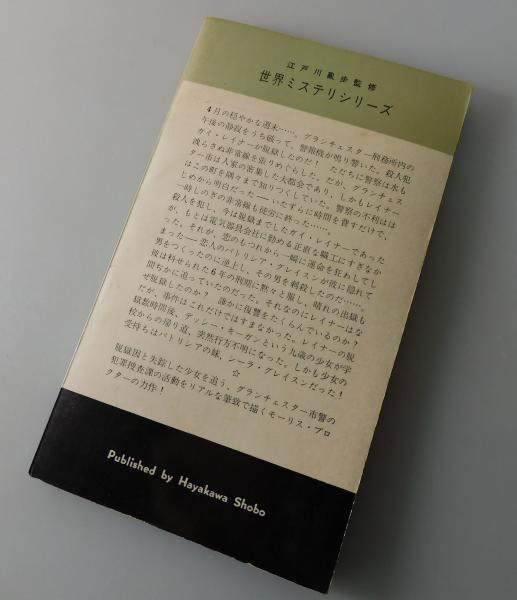 江戸川亂歩監修
世界ミステリシリーズ
4月の穏やかな週末……。グランチェスター刑務所内の
午後の静寂をうち破って、警報機が鳴り響いた。殺人犯
ガイ・レイナーが脱獄したのだ！　ただちに警察は水も
洩らさぬ非常線を張りめぐらした。だが、グランチェス
ター市は人家の密集した大都会であり、しかもレイナー
はこの町を隅々まで知りつくしていた。警察の不利はは
じめから明白だった――いたずらに時間を費すだけで、
一時しのぎの非常線も徒労に終った……。
殺人を犯し、今は脱獄までしたガイ・レイナーであった
が、もとは電気器具会社に勤める正直な職工にすぎなか
った。それが、恋のもつれから一瞬に運命を狂わしてし
まった――恋人のパトリシア・グレイスンが彼に隠れて
男をつくったのに逆上し、その男を刺殺したのだ……。
彼は科せられた6年の刑期に黙々と服し、晴れの出獄も
間ぢかに迫っていたのだった。それなのにレイナーはな
ぜ脱獄したのか？　誰かに復讐をたくらんでいるのか？
だが、事件はこれだけではすまなかった。レイナーの脱
獄数時間後、デッシー・キーガンという九歳の少女が学
校からの帰り道、突然行方不明になった。しかも少女の
受持ちはパトリシアの妹、シーラ・グレイスンだった！
☆
脱獄囚と失踪した少女を追う、グランチェスター市警の
犯罪捜査課の活動をリアルな筆致で描くモーリス・プロ
クターの力作！
Published by Hayakawa Shobo